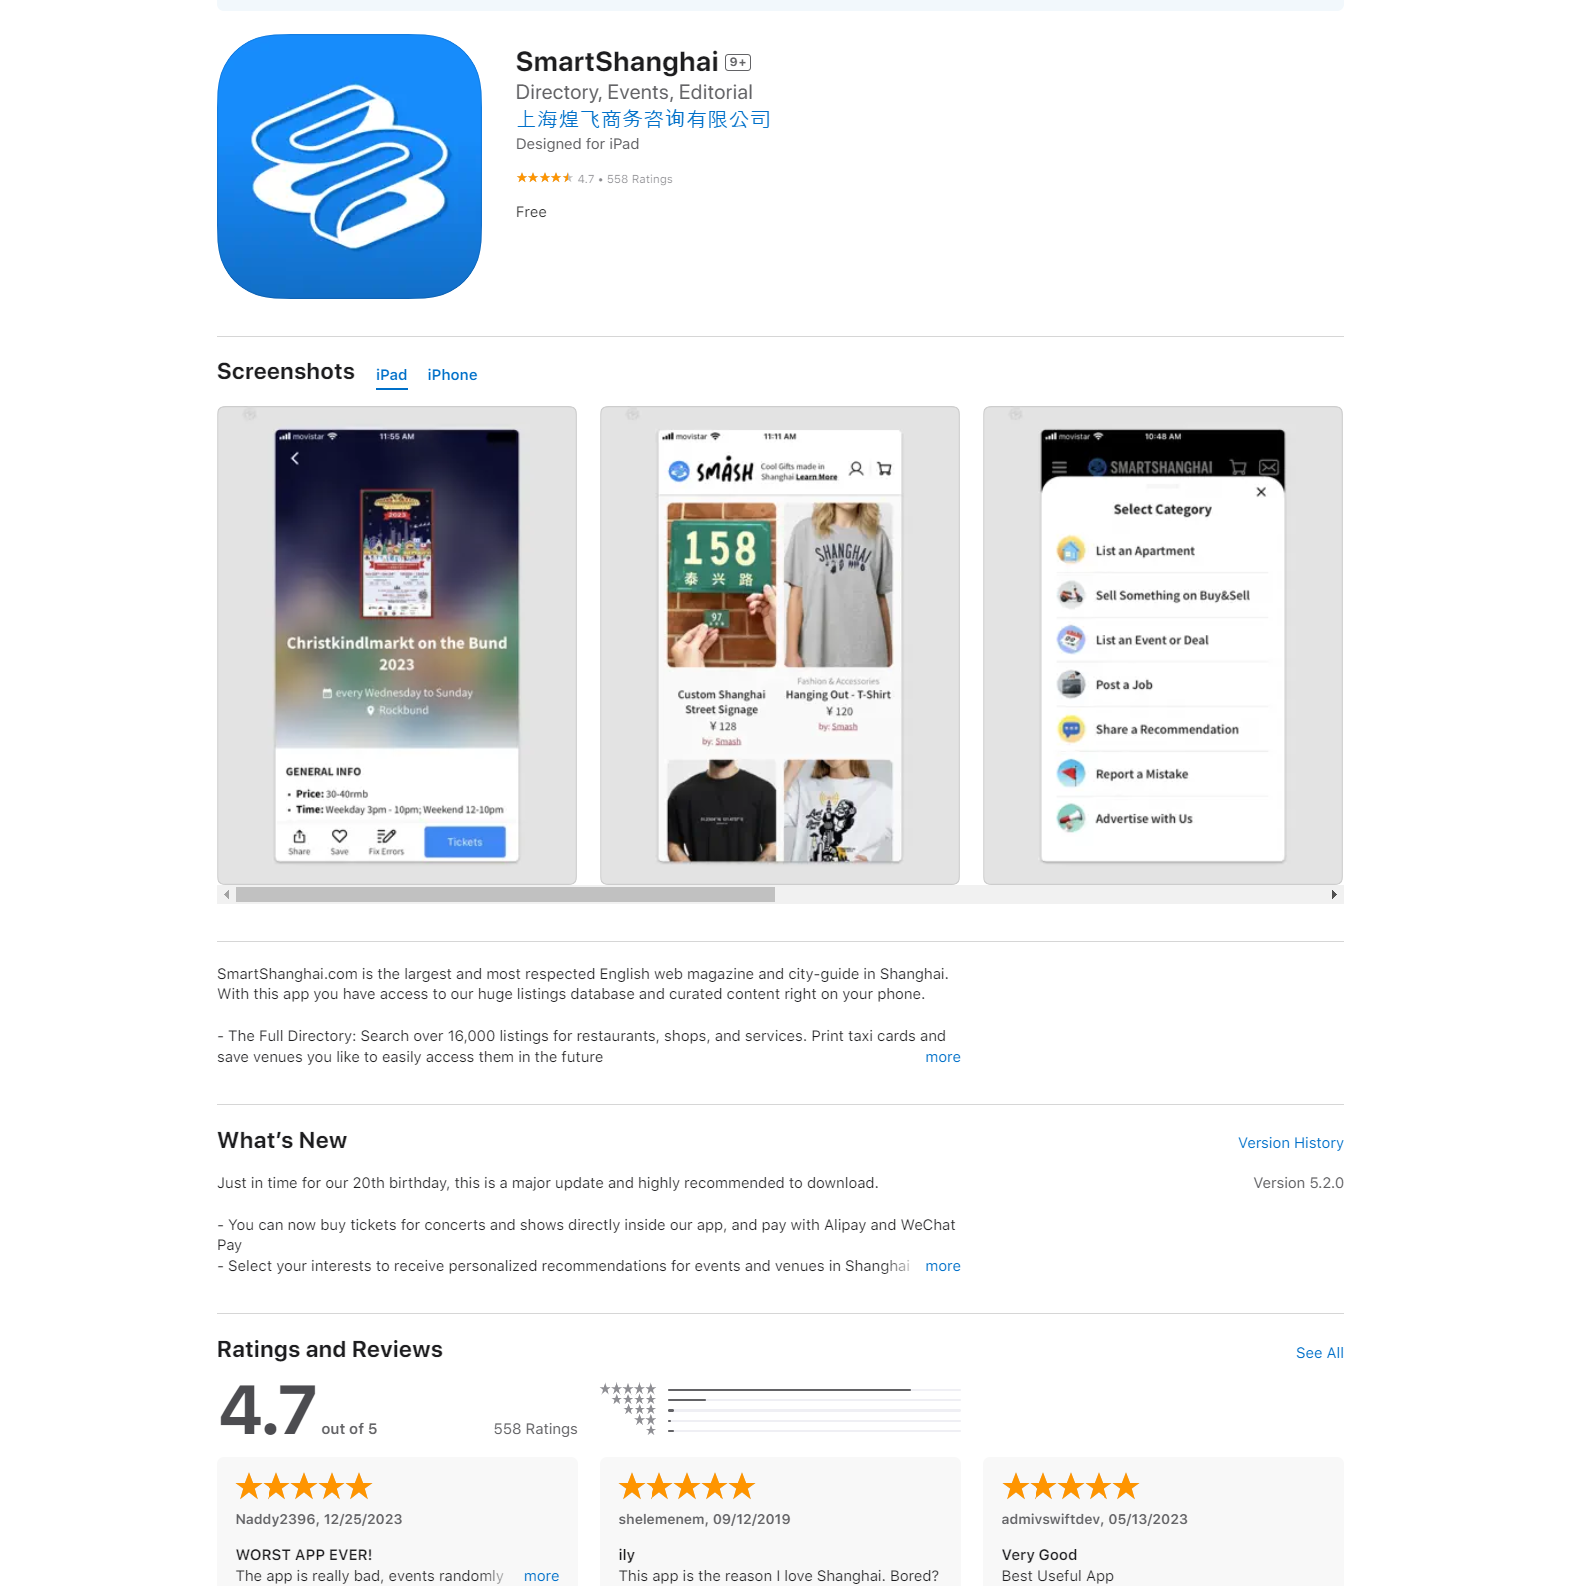 SmartShanghai 9+
Directory, Events, Editorial
上海煌飞商务咨询有限公司
Designed for iPad
4.7 • 558 Ratings
Free
Screenshots iPad iPhone
movistar 11:55 AM
2023
Christkindlmarkt on the Bund
2023
every Wednesday to Sunday
Rockbund
GENERAL INFO
• Price: 30-40rmb
• Time: Weekday 3pm - 10pm; Weekend 12-10pm
Share Save Fix Errors Tickets
movistar 11:11 AM
SMASH Cool Gifts made in
Shanghai Learn More
158
泰兴路
97
SHANGHAI
Custom Shanghai
Street Signage
¥ 128
by: Smash
Fashion & Accessories
Hanging Out - T-Shirt
¥ 120
by: Smash
movistar 10:48 AM
SMARTSHANGHAI
Select Category
List an Apartment
Sell Something on Buy&Sell
List an Event or Deal
Post a Job
Share a Recommendation
Report a Mistake
Advertise with Us
SmartShanghai.com is the largest and most respected English web magazine and city-guide in Shanghai.
With this app you have access to our huge listings database and curated content right on your phone.
- The Full Directory: Search over 16,000 listings for restaurants, shops, and services. Print taxi cards and
save venues you like to easily access them in the future more
What’s New Version History
Just in time for our 20th birthday, this is a major update and highly recommended to download. Version 5.2.0
- You can now buy tickets for concerts and shows directly inside our app, and pay with Alipay and WeChat
Pay
- Select your interests to receive personalized recommendations for events and venues in Shanghai more
Ratings and Reviews See All
4.7 out of 5 558 Ratings
Naddy2396, 12/25/2023
WORST APP EVER!
The app is really bad, events randomly more
shelemenem, 09/12/2019
ily
This app is the reason I love Shanghai. Bored?
admivswiftdev, 05/13/2023
Very Good
Best Useful App